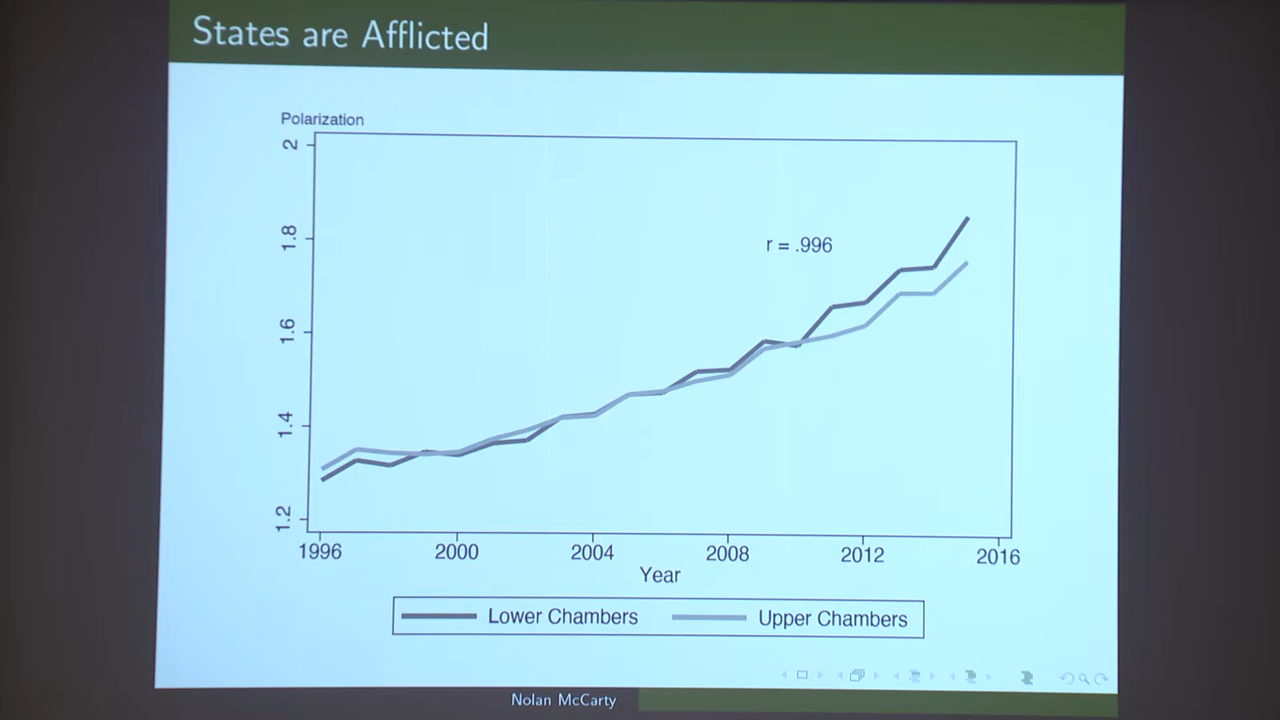 States are Afflicted
Polarization
2
1.8
r = .996
1.6
1.4
1.2
1996 2000 2004 2008 2012 2016
Year
Lower Chambers Upper Chambers
Nolan McCarty